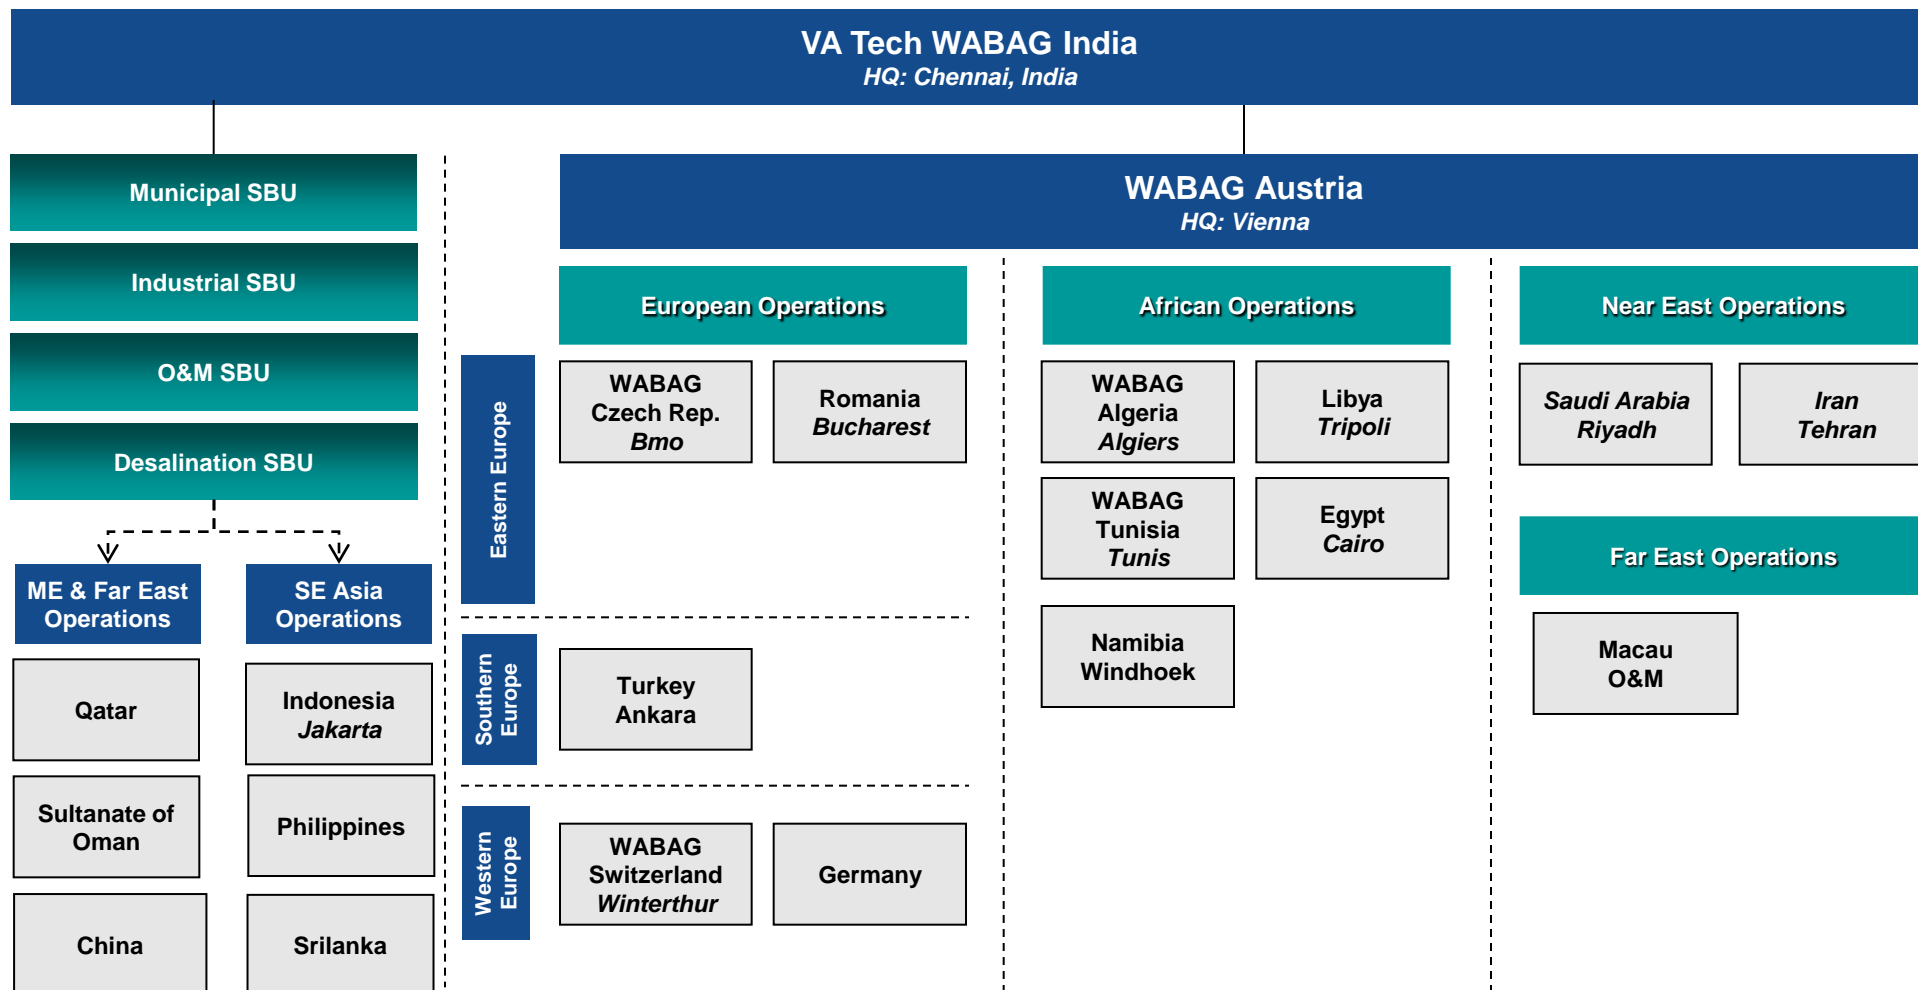 VA Tech WABAG India
HQ: Chennai, India
Municipal SBU
Industrial SBU
O&M SBU
Desalination SBU
ME & Far East
Operations
SE Asia
Operations
Qatar
Indonesia
Jakarta
Sultanate of
Oman
Philippines
China
Srilanka
WABAG Austria
HQ: Vienna
European Operations
Eastern Europe
WABAG
Czech Rep.
Bmo
Romania
Bucharest
Southern
Europe
Turkey
Ankara
Western
Europe
WABAG
Switzerland
Winterthur
Germany
African Operations
WABAG
Algeria
Algiers
Libya
Tripoli
WABAG
Tunisia
Tunis
Egypt
Cairo
Namibia
Windhoek
Near East Operations
Saudi Arabia
Riyadh
Iran
Tehran
Far East Operations
Macau
O&M